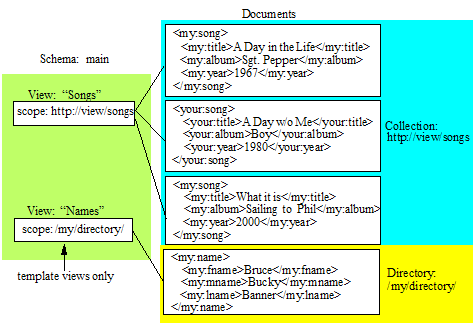 Documents
Schema: main
View: “Songs”
scope: http://view/songs
<my:song>
<my:title>A Day in the Life</my:title>
<my:album>Sgt. Pepper</my:album>
<my:year>1967</my:year>
</my:song>
<your:song>
<your:title>A Day w/o Me</your:title>
<your:album>Boy</your:album>
<your:year>1980</your:year>
</your:song>
Collection:
http://view/songs
<my:song>
<my:title>What it is</my:title>
<my:album>Sailing to Phil</my:album>
<my:year>2000</my:year>
</my:song>
View: “Names”
scope: /my/directory/
template views only
<my:name>
<my:fname>Bruce</my:fname>
<my:mname>Bucky</my:mname>
<my:lname>Banner</my:lname>
</my:name>
Directory:
/my/directory/